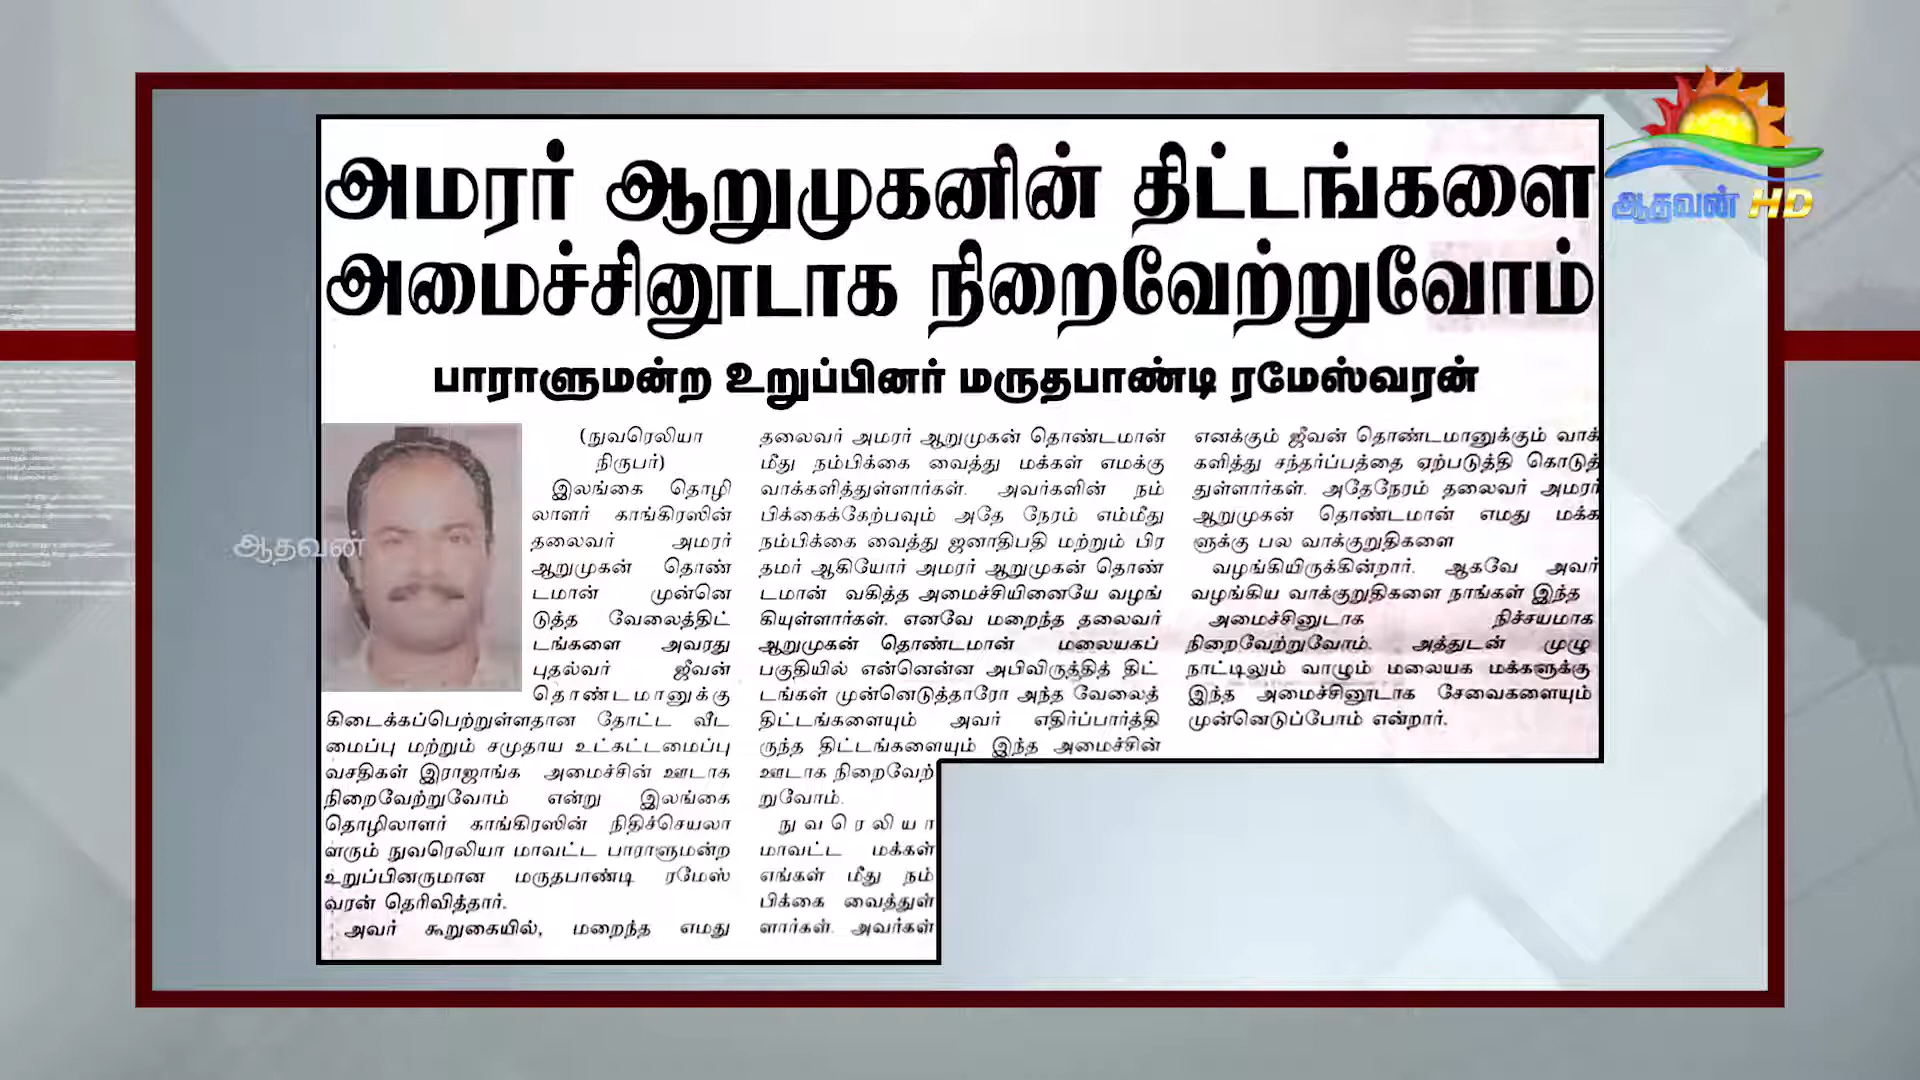 அமரர் ஆறுமுகனின் திட்டங்களை
அமைச்சினூடாக நிறைவேற்றுவோம்
பாராளுமன்ற உறுப்பினர் மருதபாண்டி ரமேஸ்வரன்
(நுவரெலியா
நிருபர்)
இலங்கை தொழி
லாளர் காங்கிரஸின்
தலைவர் அமரர்
ஆறுமுகன் தொண்
டமான் முன்னெ
டுத்த வேலைத்திட்
டங்களை அவரது
புதல்வர் ஜீவன்
தொண்டமானுக்கு
கிடைக்கப்பெற்றுள்ளதான தோட்ட வீட
மைப்பு மற்றும் சமுதாய உட்கட்டமைப்பு
வசதிகள் இராஜாங்க அமைச்சின் ஊடாக
நிறைவேற்றுவோம் என்று இலங்கை
தொழிலாளர் காங்கிரஸின் நிதிச்செயலா
ளரும் நுவரெலியா மாவட்ட பாராளுமன்ற
உறுப்பினருமான மருதபாண்டி ரமேஸ்
வரன் தெரிவித்தார்.
அவர் கூறுகையில், மறைந்த எமது
தலைவர் அமரர் ஆறுமுகன் தொண்டமான்
மீது நம்பிக்கை வைத்து மக்கள் எமக்கு
வாக்களித்துள்ளார்கள். அவர்களின் நம்
பிக்கைக்கேற்பவும் அதே நேரம் எம்மீது
நம்பிக்கை வைத்து ஜனாதிபதி மற்றும் பிர
தமர் ஆகியோர் அமரர் ஆறுமுகன் தொண்
டமான் வகித்த அமைச்சியினையே வழங்
கியுள்ளார்கள். எனவே மறைந்த தலைவர்
ஆறுமுகன் தொண்டமான் மலையகப்
பகுதியில் என்னென்ன அபிவிருத்தித் திட்
டங்கள் முன்னெடுத்தாரோ அந்த வேலைத்
திட்டங்களையும் அவர் எதிர்பார்த்தி
ருந்த திட்டங்களையும் இந்த அமைச்சின்
ஊடாக நிறைவேற்
றுவோம்.
நுவரெலியா
மாவட்ட மக்கள்
எங்கள் மீது நம்
பிக்கை வைத்துள்
ளார்கள். அவர்கள்
எனக்கும் ஜீவன் தொண்டமானுக்கும் வாக்
களித்து சந்தர்ப்பத்தை ஏற்படுத்தி கொடுத்
துள்ளார்கள். அதேநேரம் தலைவர் அமரர்
ஆறுமுகன் தொண்டமான் எமது மக்க
ளுக்கு பல வாக்குறுதிகளை
வழங்கியிருக்கின்றார். ஆகவே அவர்
வழங்கிய வாக்குறுதிகளை நாங்கள் இந்த
அமைச்சினுடாக நிச்சயமாக
நிறைவேற்றுவோம். அத்துடன் முழு
நாட்டிலும் வாழும் மலையக மக்களுக்கு
இந்த அமைச்சினூடாக சேவைகளையும்
முன்னெடுப்போம் என்றார்.
ஆதவன் HD
ஆதவன்